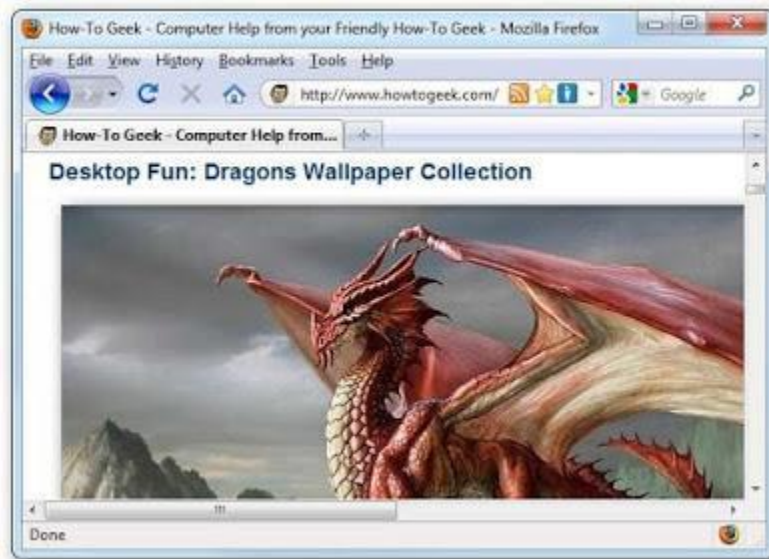 How-To Geek - Computer Help from your Friendly How-To Geek - Mozilla Firefox
File Edit View History Bookmarks Tools Help
http://www.howtogeek.com/ Google
How-To Geek - Computer Help from....
Desktop Fun: Dragons Wallpaper Collection
Done